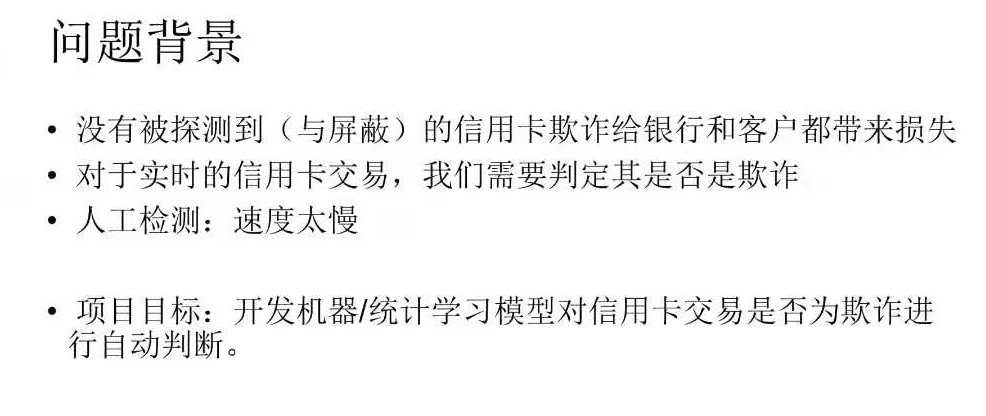 问题背景
• 没有被探测到（与屏蔽）的信用卡欺诈给银行和客户都带来损失
• 对于实时的信用卡交易，我们需要判定其是否是欺诈
• 人工检测：速度太慢
• 项目目标：开发机器/统计学习模型对信用卡交易是否为欺诈进
行自动判断。